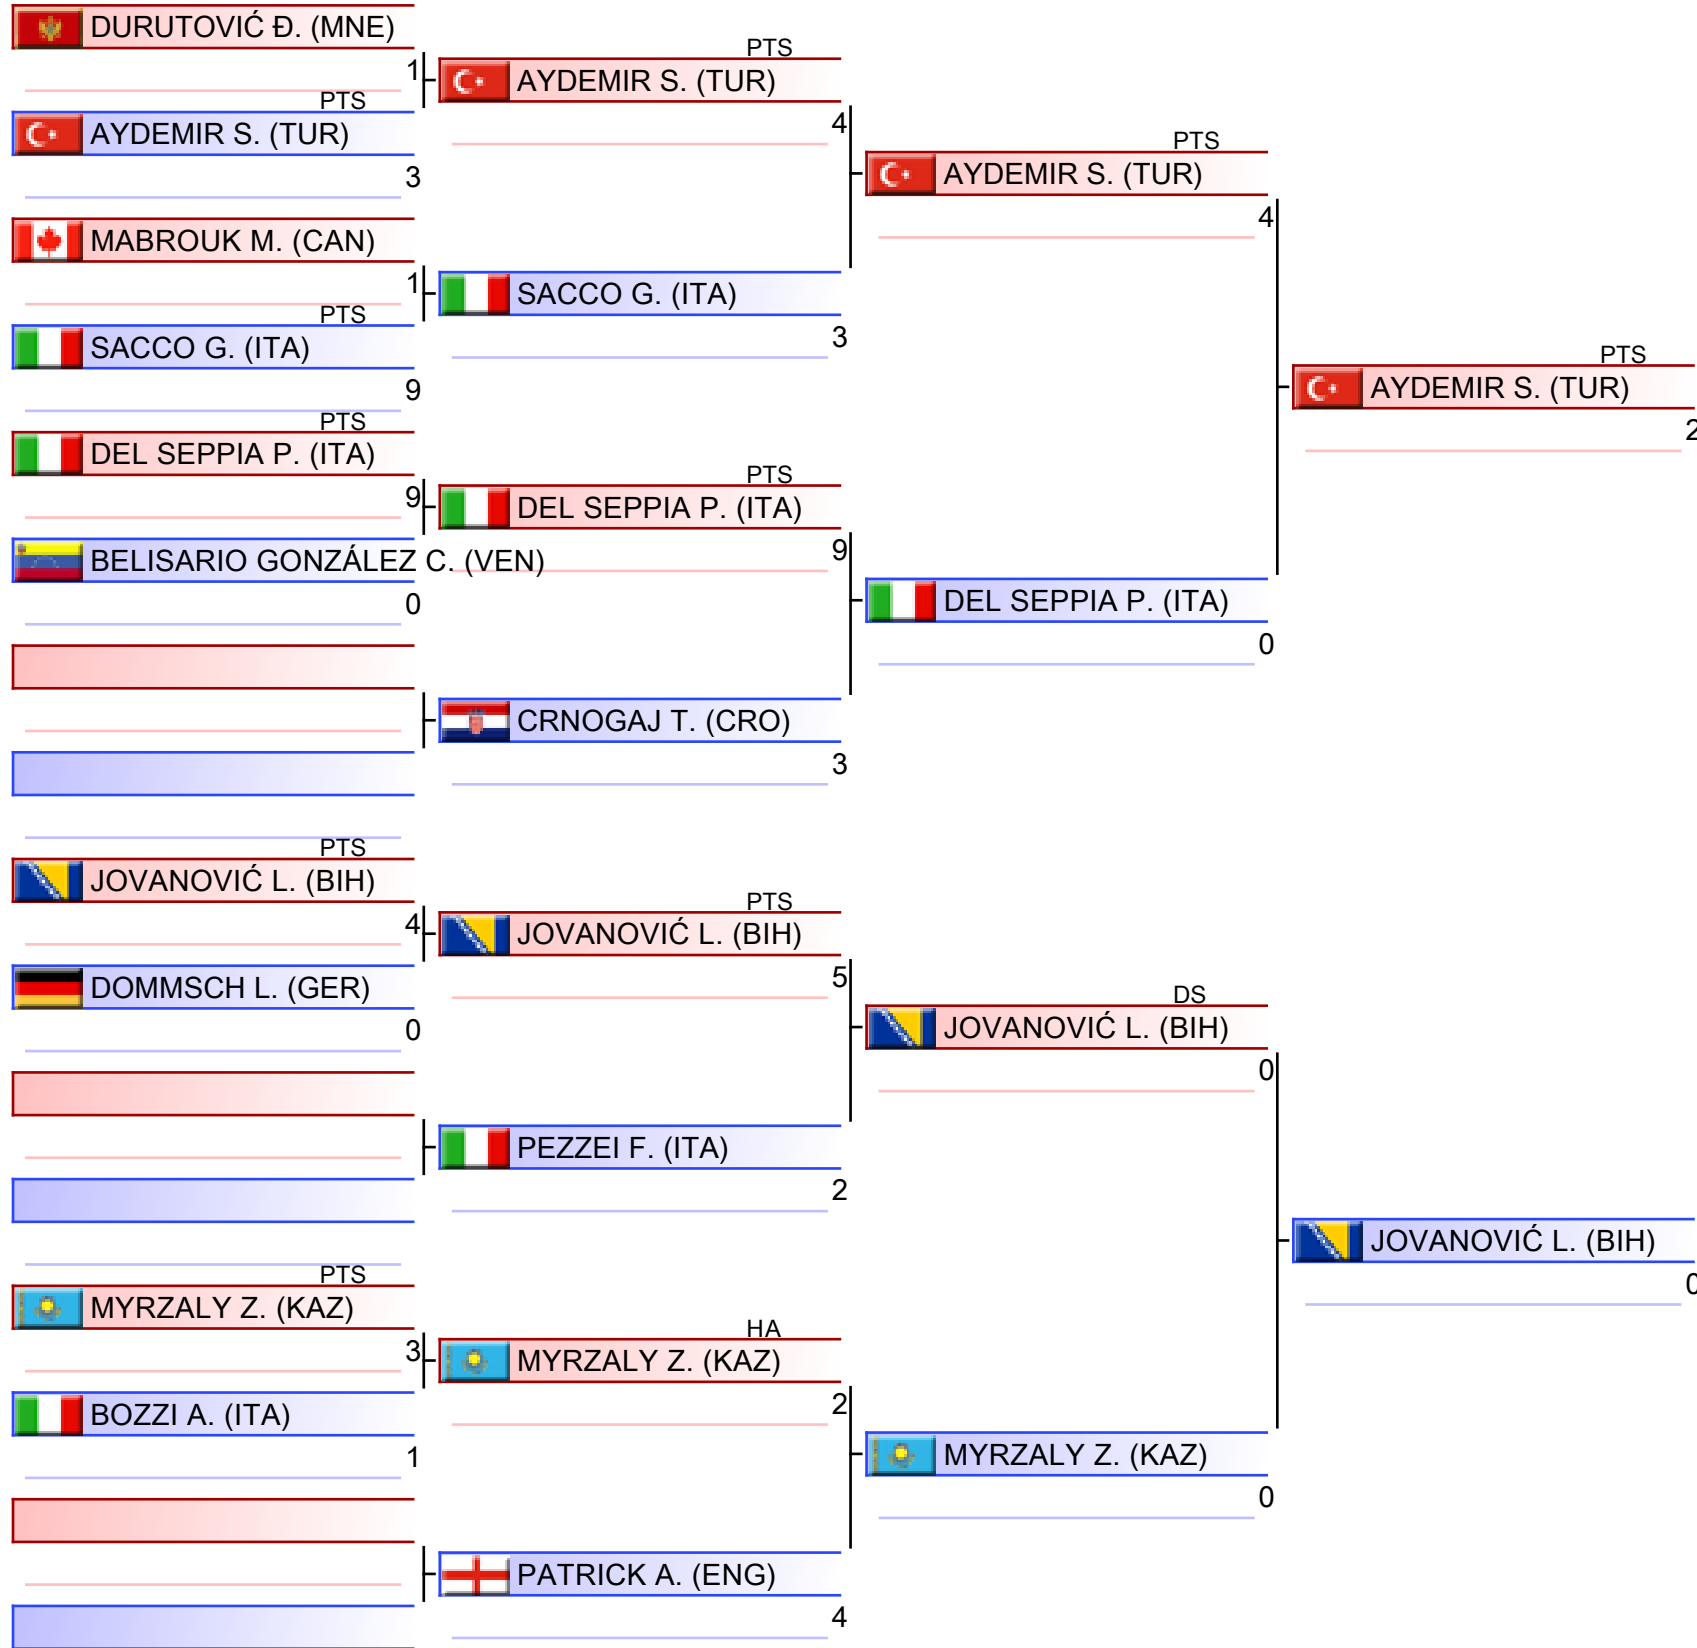 DURUTOVIĆ Đ. (MNE)
1
PTS
AYDEMIR S. (TUR)
3
MABROUK M. (CAN)
1
PTS
SACCO G. (ITA)
9
PTS
DEL SEPPIA P. (ITA)
9
BELISARIO GONZÁLEZ C. (VEN)
0
PTS
JOVANOVIĆ L. (BIH)
4
DOMMSCH L. (GER)
0
PTS
MYRZALY Z. (KAZ)
3
BOZZI A. (ITA)
1
PTS
AYDEMIR S. (TUR)
4
SACCO G. (ITA)
3
PTS
DEL SEPPIA P. (ITA)
9
CRNOGAJ T. (CRO)
3
PTS
JOVANOVIĆ L. (BIH)
5
PEZZEI F. (ITA)
2
HA
MYRZALY Z. (KAZ)
2
PATRICK A. (ENG)
4
PTS
AYDEMIR S. (TUR)
4
DEL SEPPIA P. (ITA)
0
DS
JOVANOVIĆ L. (BIH)
0
MYRZALY Z. (KAZ)
0
PTS
AYDEMIR S. (TUR)
2
JOVANOVIĆ L. (BIH)
0